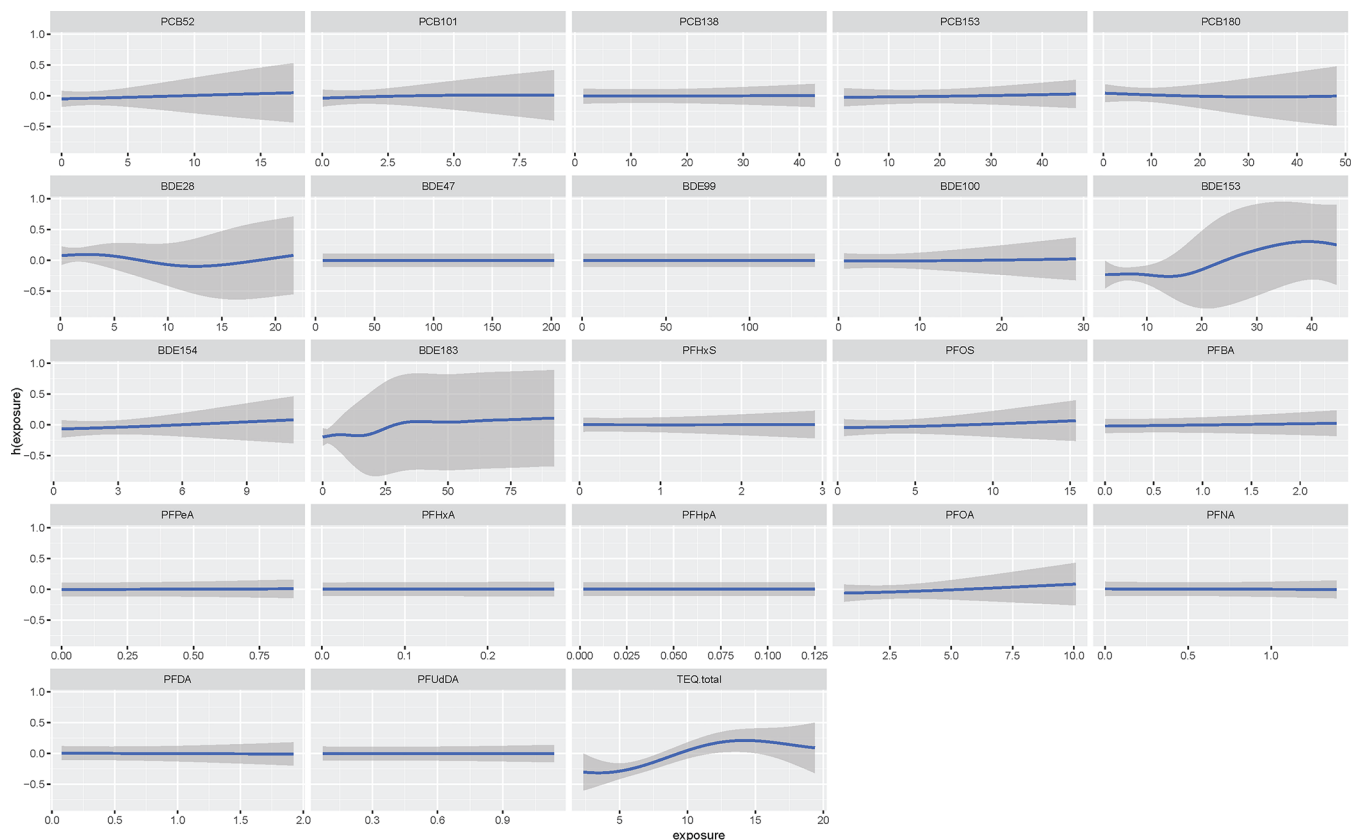 PCB52 PCB101 PCB138 PCB153 PCB180
1.0
0.5
0.0
−0.5
0 5 10 15 0.0 2.5 5.0 7.5 0 10 20 30 40 0 10 20 30 40 0 10 20 30 40 50
BDE28 BDE47 BDE99 BDE100 BDE153
1.0
0.5
0.0
−0.5
0 5 10 15 20 0 50 100 150 200 0 50 100 0 10 20 30 10 20 30 40
BDE154 BDE183 PFHxS PFOS PFBA
1.0
0.5
0.0
−0.5
h(exposure)
0 3 6 9 0 25 50 75 0 1 2 3 0 5 10 15 0.0 0.5 1.0 1.5 2.0
PFPeA PFHxA PFHpA PFOA PFNA
1.0
0.5
0.0
−0.5
0.00 0.25 0.50 0.75 0.0 0.1 0.2 0.000 0.025 0.050 0.075 0.100 0.125 2.5 5.0 7.5 10.0 0.0 0.5 1.0
PFDA PFUdDA TEQ.total
1.0
0.5
0.0
−0.5
0.0 0.5 1.0 1.5 2.0 0.3 0.6 0.9 5 10 15 20
exposure